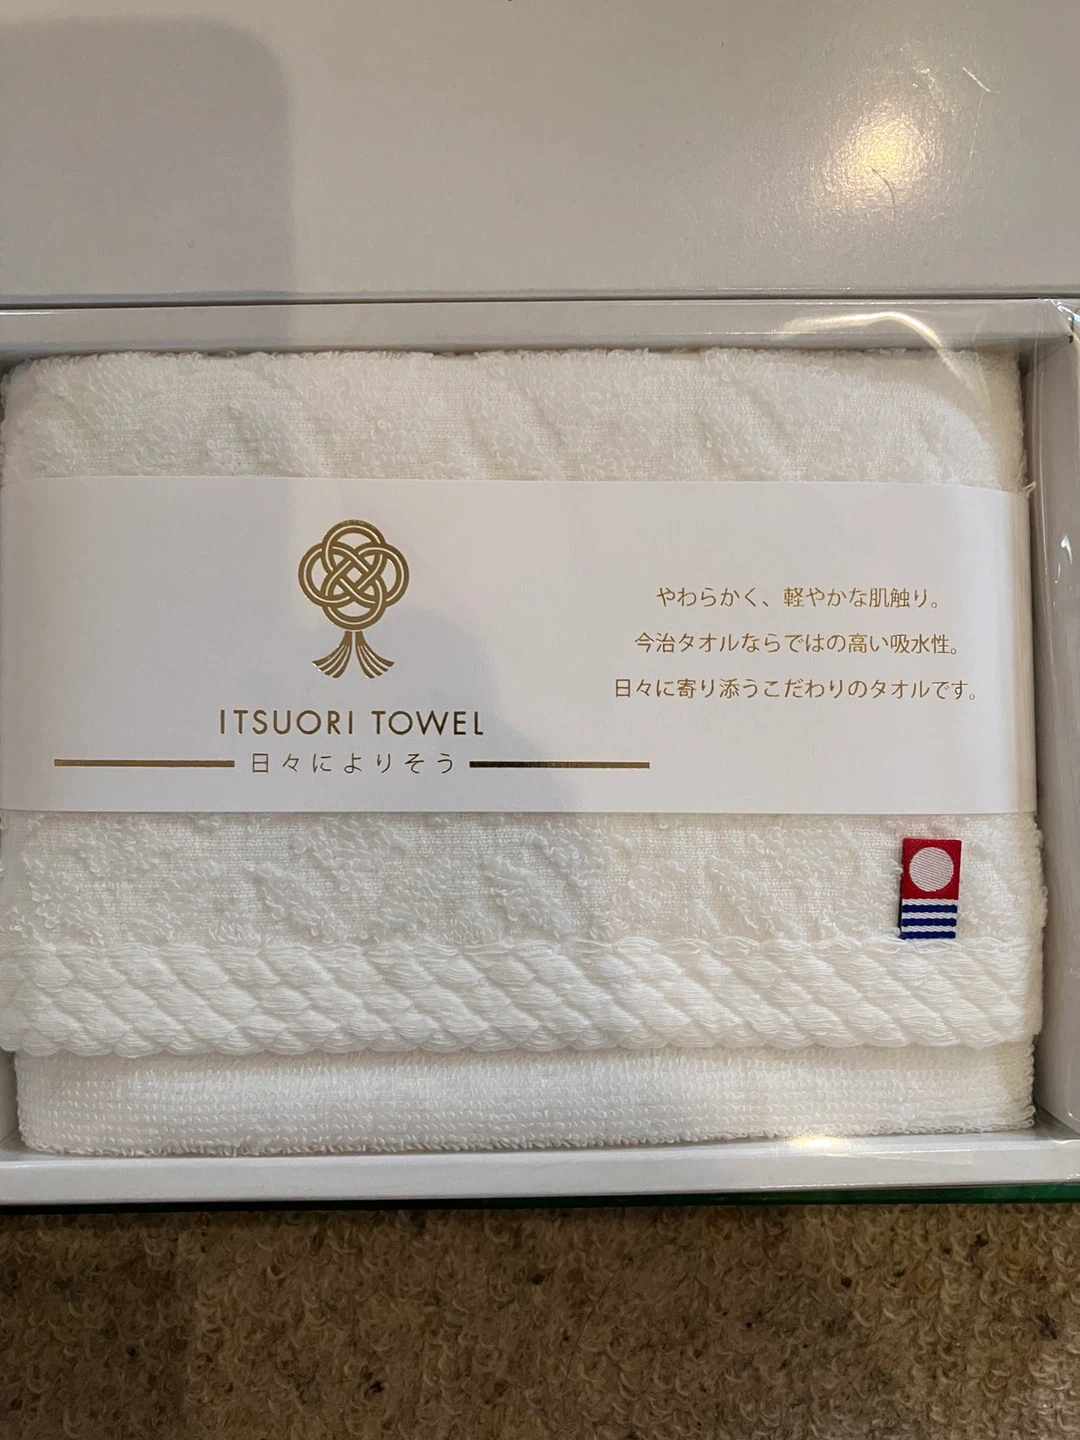 ITSUORI TOWEL
日々によりそう
やわらかく、軽やかな肌触り。
今治タオルならではの高い吸水性。
日々に寄り添うこだわりのタオルです。